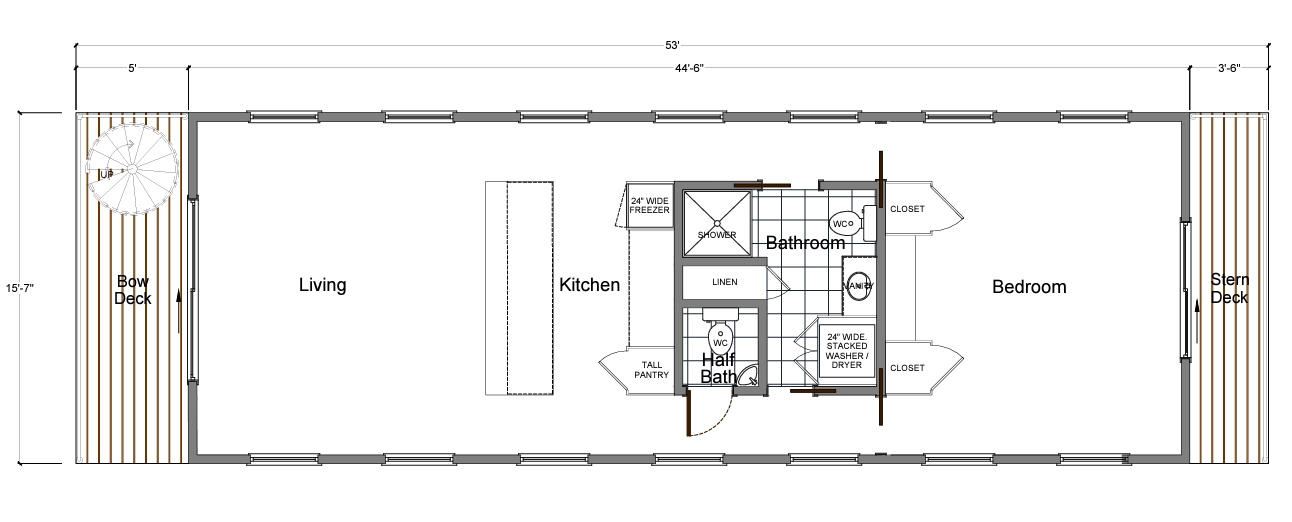 53'
5'
44'-6"
3'-6"
15'-7"
UP
Bow
Deck
Living
Kitchen
24" WIDE
FREEZER
TALL
PANTRY
SHOWER
Bathroom
WC
LINEN
VANITY
WC
Half
Bath
24" WIDE.
STACKED
WASHER /
DRYER
CLOSET
CLOSET
Bedroom
Stern
Deck